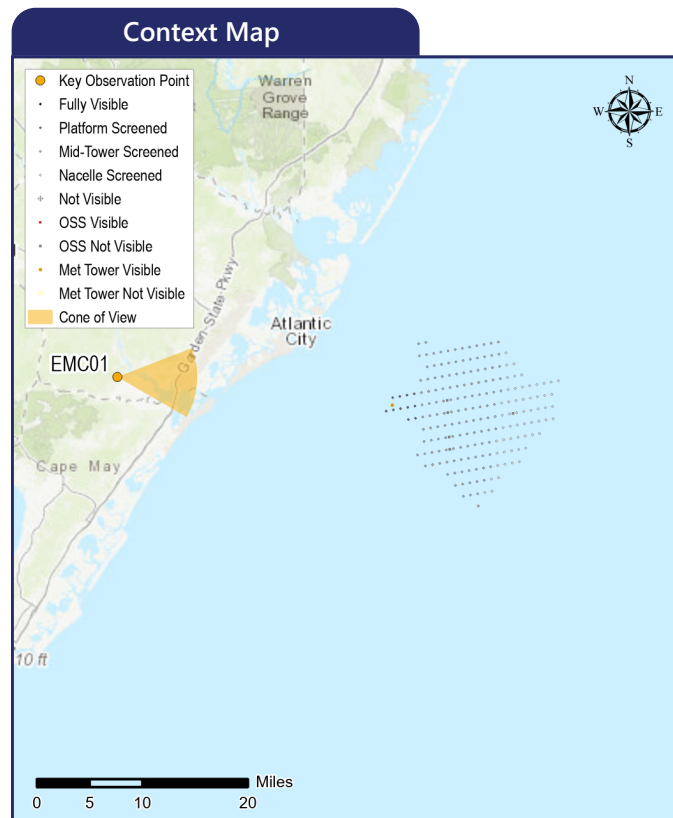 Context Map
Key Observation Point
Fully Visible
Platform Screened
Mid-Tower Screened
Nacelle Screened
Not Visible
OSS Visible
OSS Not Visible
Met Tower Visible
Met Tower Not Visible
Cone of View
Warren
Grove
Range
N
W
E
S
Garden State Pkwy
Atlantic
City
EMC01
Cape May
10 ft
Miles
0 5 10 20